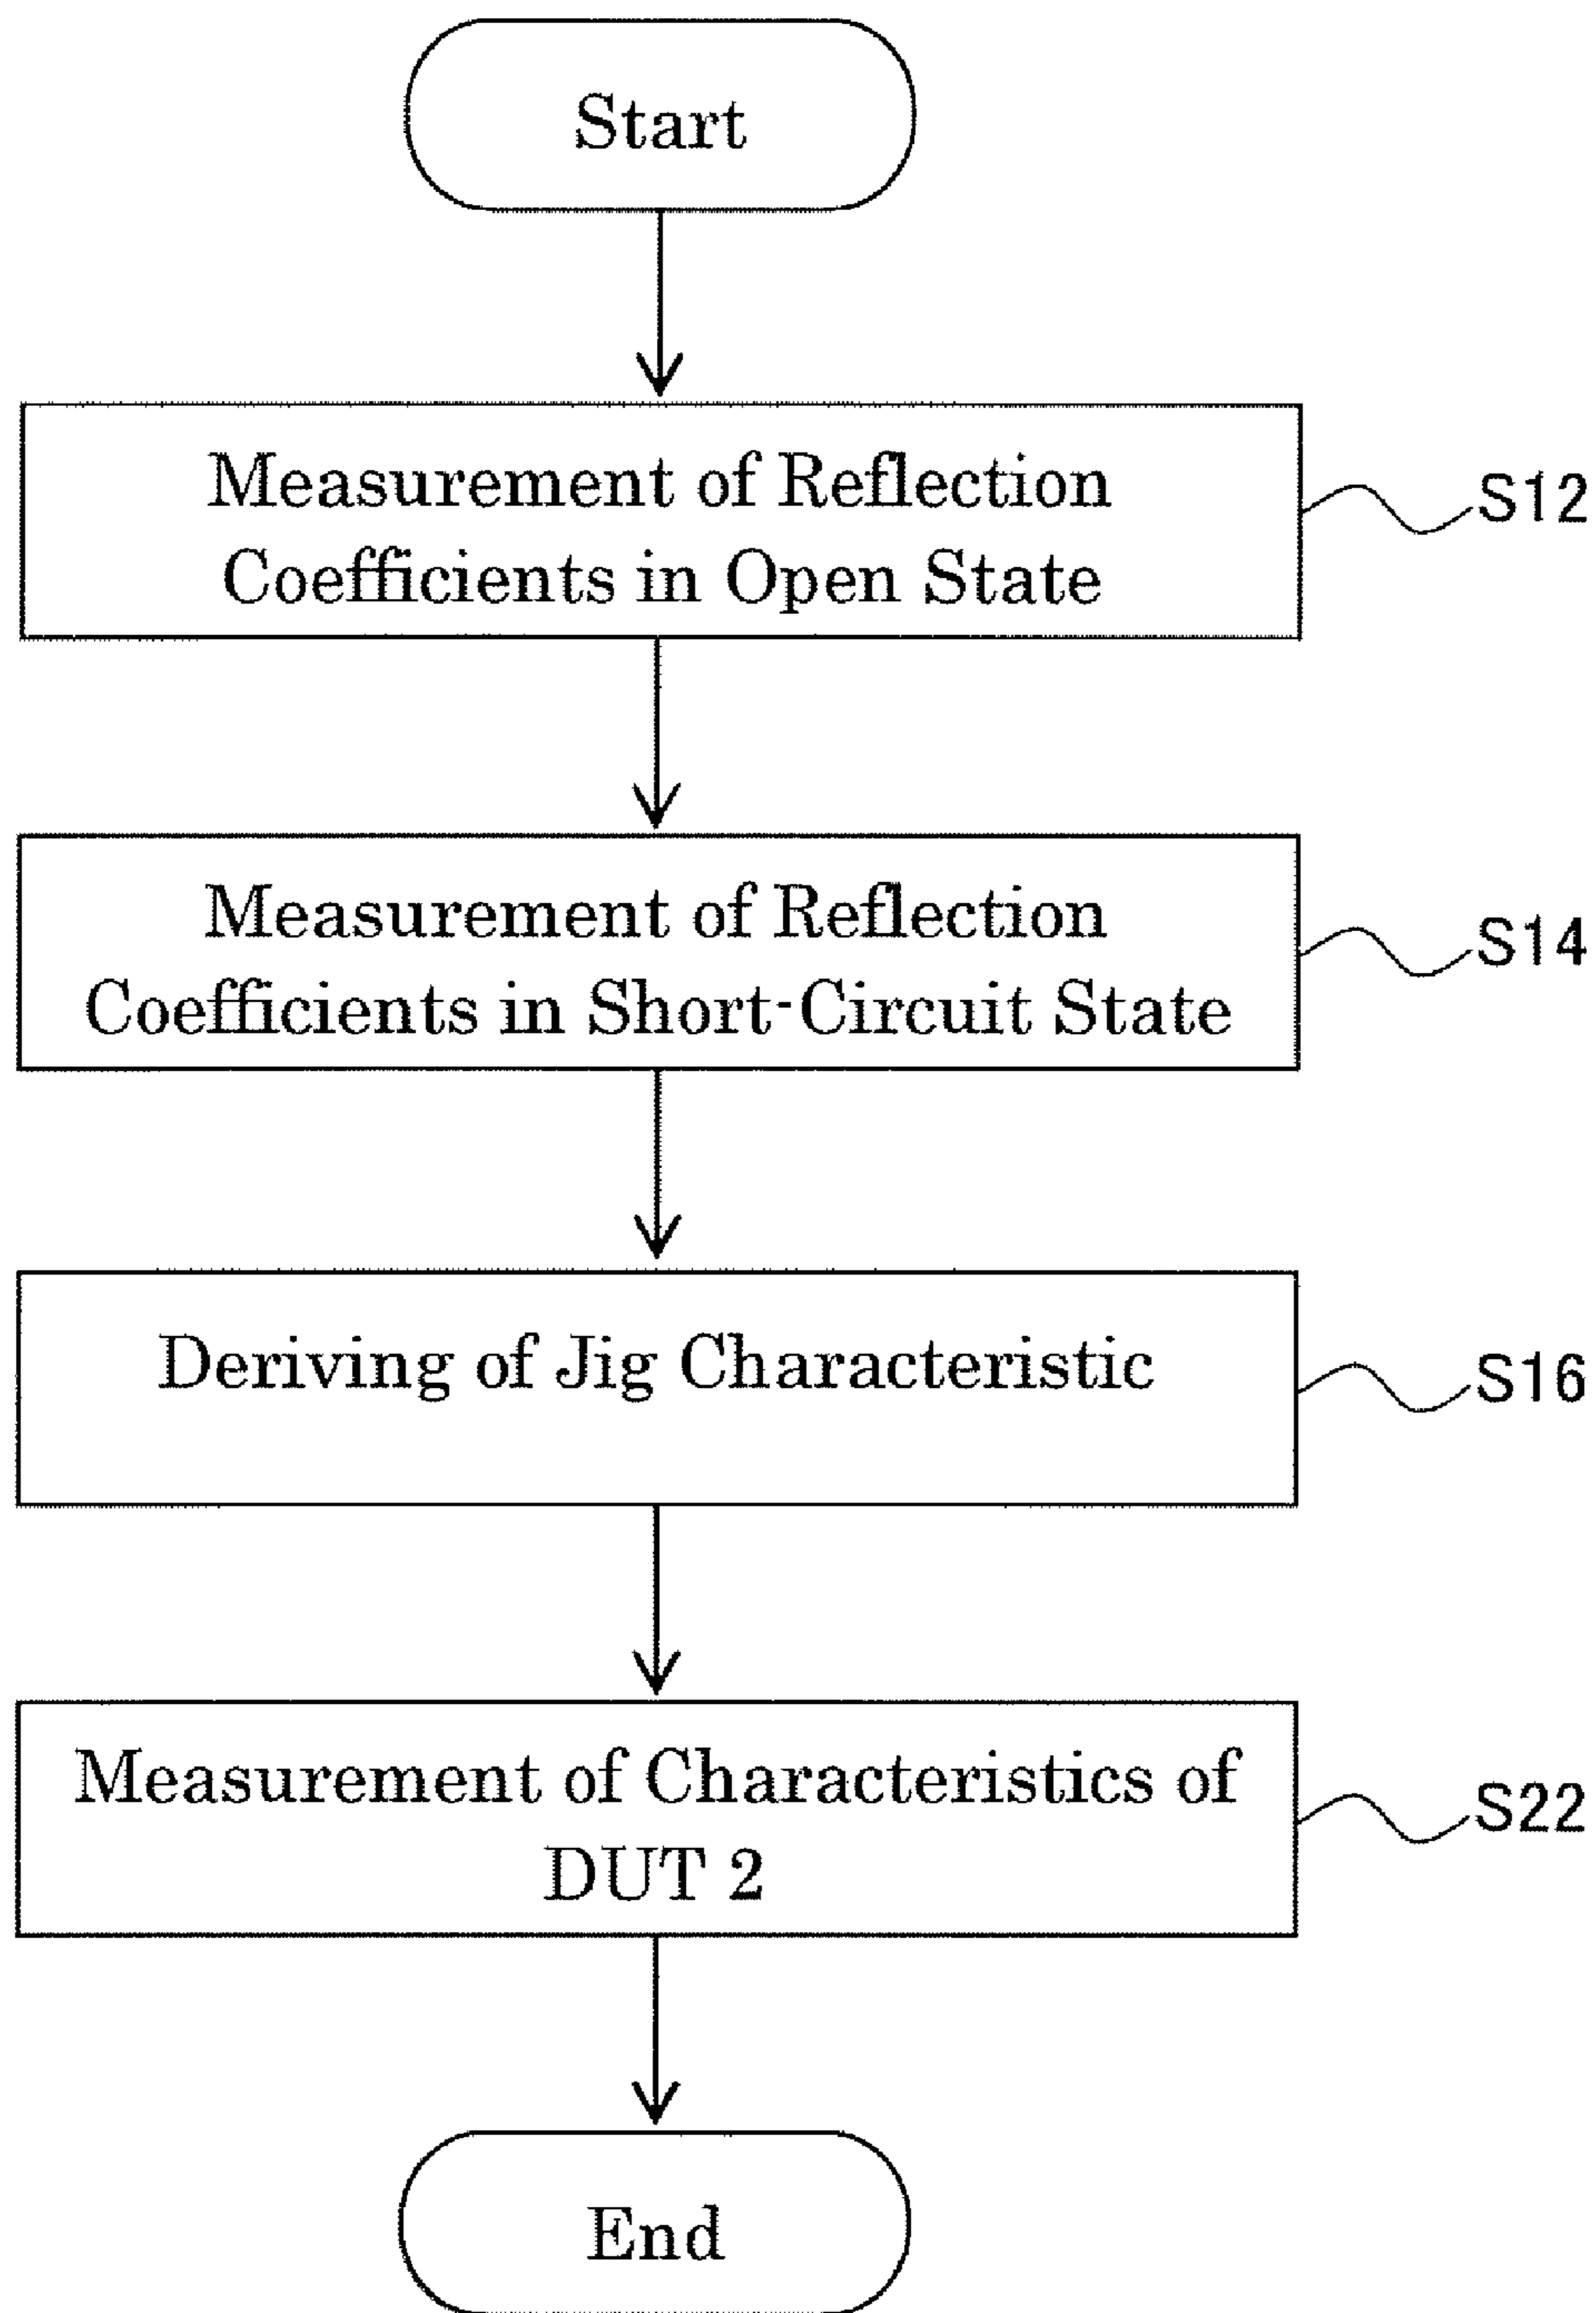 Start
Measurement of Reflection
Coefficients in Open State
S12
Measurement of Reflection
Coefficients in Short-Circuit State
S14
Deriving of Jig Characteristic
S16
Measurement of Characteristics of
DUT 2
S22
End